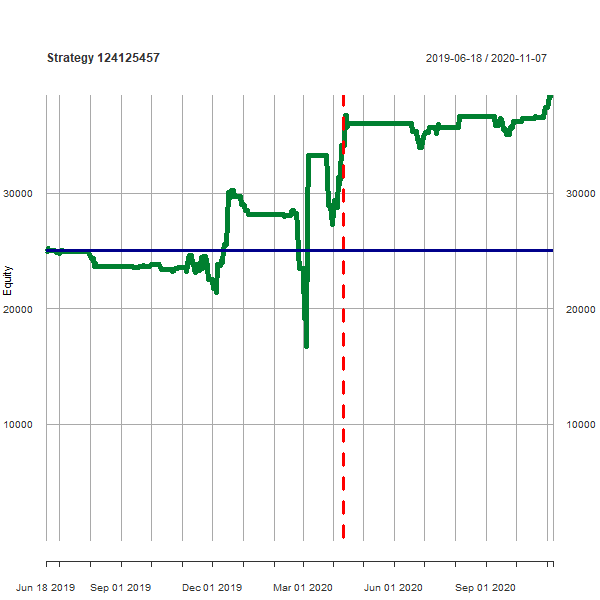 Strategy 124125457
2019-06-18 / 2020-11-07
30000
30000
Equity
20000
20000
10000
10000
Jun 18 2019
Sep 01 2019
Dec 01 2019
Mar 01 2020
Jun 01 2020
Sep 01 2020